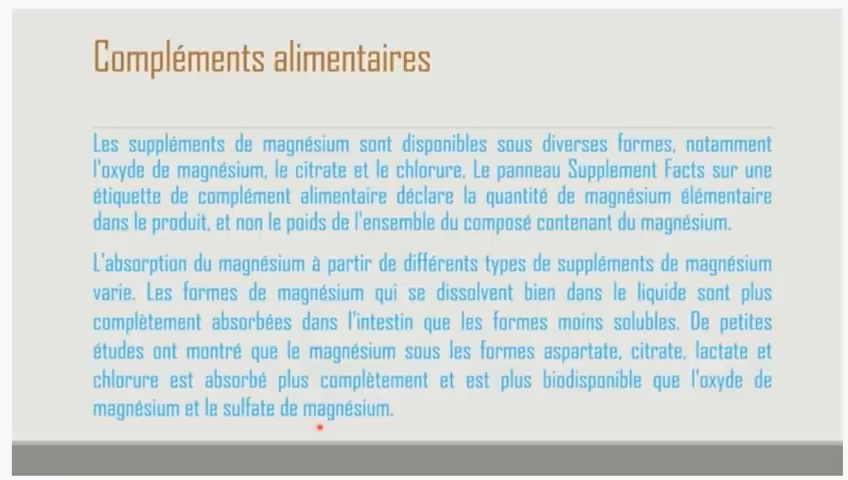 Compléments alimentaires
Les suppléments de magnésium sont disponibles sous diverses formes, notamment
l'oxyde de magnésium, le citrate et le chlorure. Le panneau Supplement Facts sur une
étiquette de complément alimentaire déclare la quantité de magnésium élémentaire
dans le produit, et non le poids de l'ensemble du composé contenant du magnésium.
L'absorption du magnésium à partir de différents types de suppléments de magnésium
varie. Les formes de magnésium qui se dissolvent bien dans le liquide sont plus
complètement absorbées dans l'intestin que les formes moins solubles. De petites
études ont montré que le magnésium sous les formes aspartate, citrate, lactate et
chlorure est absorbé plus complètement et est plus biodisponible que l'oxyde de
magnésium et le sulfate de magnésium.